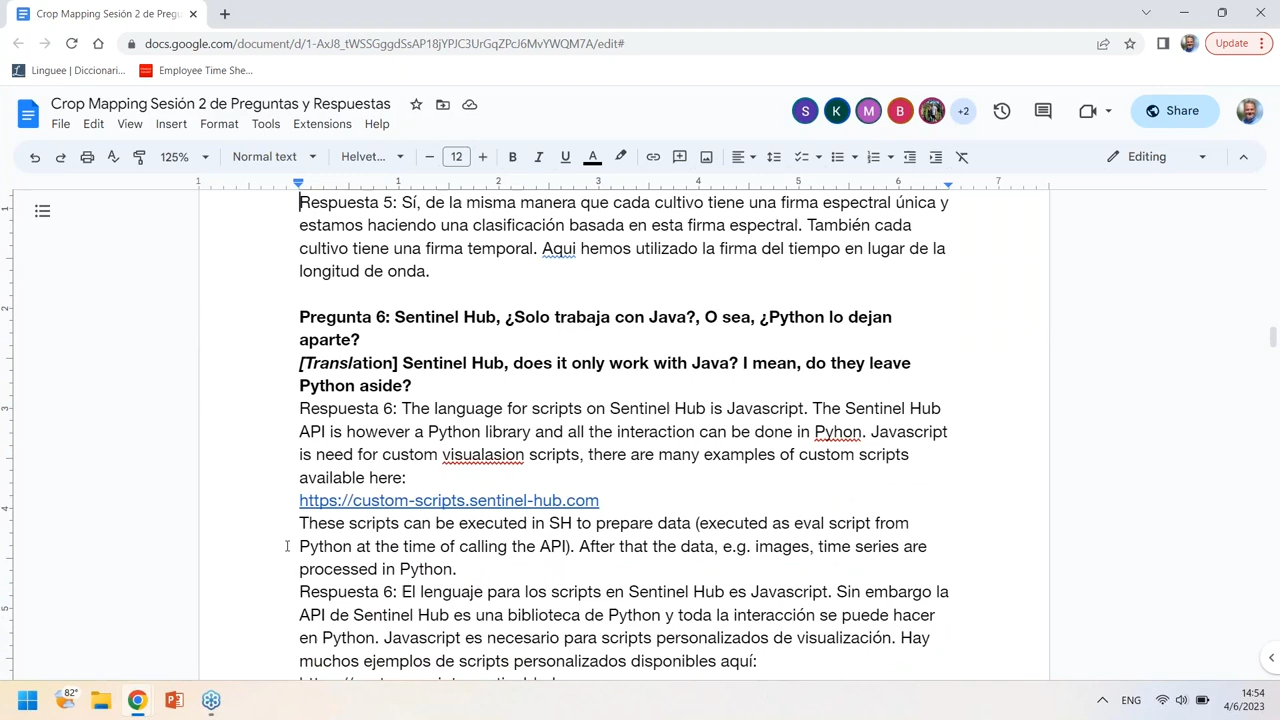 Crop Mapping Sesión 2 de Preg
docs.google.com/document/d/1-AxJ8_tWSSGggdSsAP18jYPJC3UrGqZPcJ6MvYWQM7A/edit#
Update
Linguee | Diccionari...
Employee Time She...
Crop Mapping Sesión 2 de Preguntas y Respuestas
File Edit View Insert Format Tools Extensions Help
S K M B +2
Share
125% Normal text Helvet... 12 Editing
1 1 2 3 4 5 6 7
Respuesta 5: Sí, de la misma manera que cada cultivo tiene una firma espectral única y
estamos haciendo una clasificación basada en esta firma espectral. También cada
cultivo tiene una firma temporal. Aqui hemos utilizado la firma del tiempo en lugar de la
longitud de onda.
Pregunta 6: Sentinel Hub, ¿Solo trabaja con Java?, O sea, ¿Python lo dejan
aparte?
[Translation] Sentinel Hub, does it only work with Java? I mean, do they leave
Python aside?
Respuesta 6: The language for scripts on Sentinel Hub is Javascript. The Sentinel Hub
API is however a Python library and all the interaction can be done in Pyhon. Javascript
is need for custom visualasion scripts, there are many examples of custom scripts
available here:
https://custom-scripts.sentinel-hub.com
These scripts can be executed in SH to prepare data (executed as eval script from
Python at the time of calling the API). After that the data, e.g. images, time series are
processed in Python.
Respuesta 6: El lenguaje para los scripts en Sentinel Hub es Javascript. Sin embargo la
API de Sentinel Hub es una biblioteca de Python y toda la interacción se puede hacer
en Python. Javascript es necesario para scripts personalizados de visualización. Hay
muchos ejemplos de scripts personalizados disponibles aquí:
82°
ENG
14:54
4/6/2023